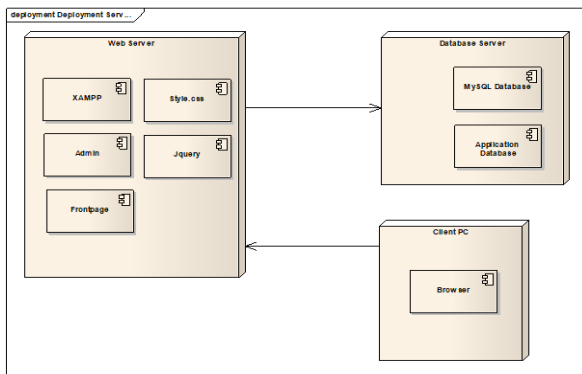 deployment Deployment Serv...
Web Server
XAMPP
Style.css
Admin
Jquery
Frontpage
Database Server
MySQL Database
Application
Database
Client PC
Browser